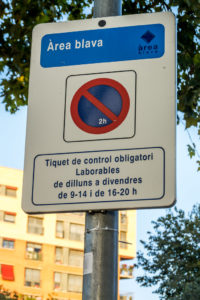 Àrea blava
àrea
blava
2h
Tiquet de control obligatori
Laborables
de dilluns a divendres
de 9-14 i de 16-20 h